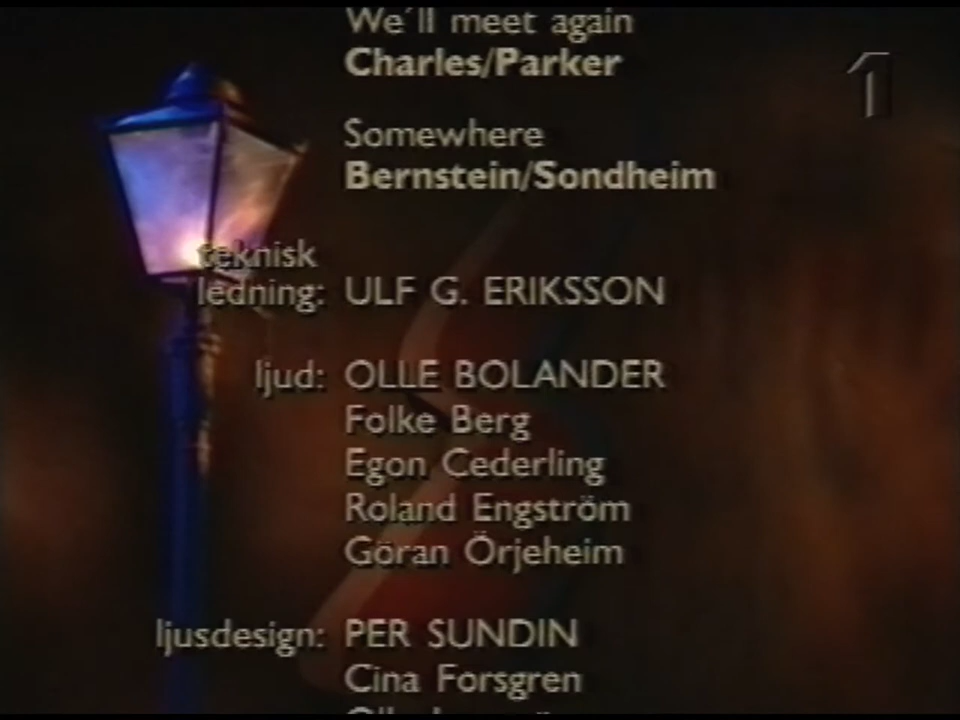 We´ll meet again
Charles/Parker
1
Somewhere
Bernstein/Sondheim
teknisk
ledning: ULF G. ERIKSSON
ljud: OLLE BOLANDER
Folke Berg
Egon Cederling
Roland Engström
Göran Örjeheim
ljusdesign: PER SUNDIN
Cina Forsgren